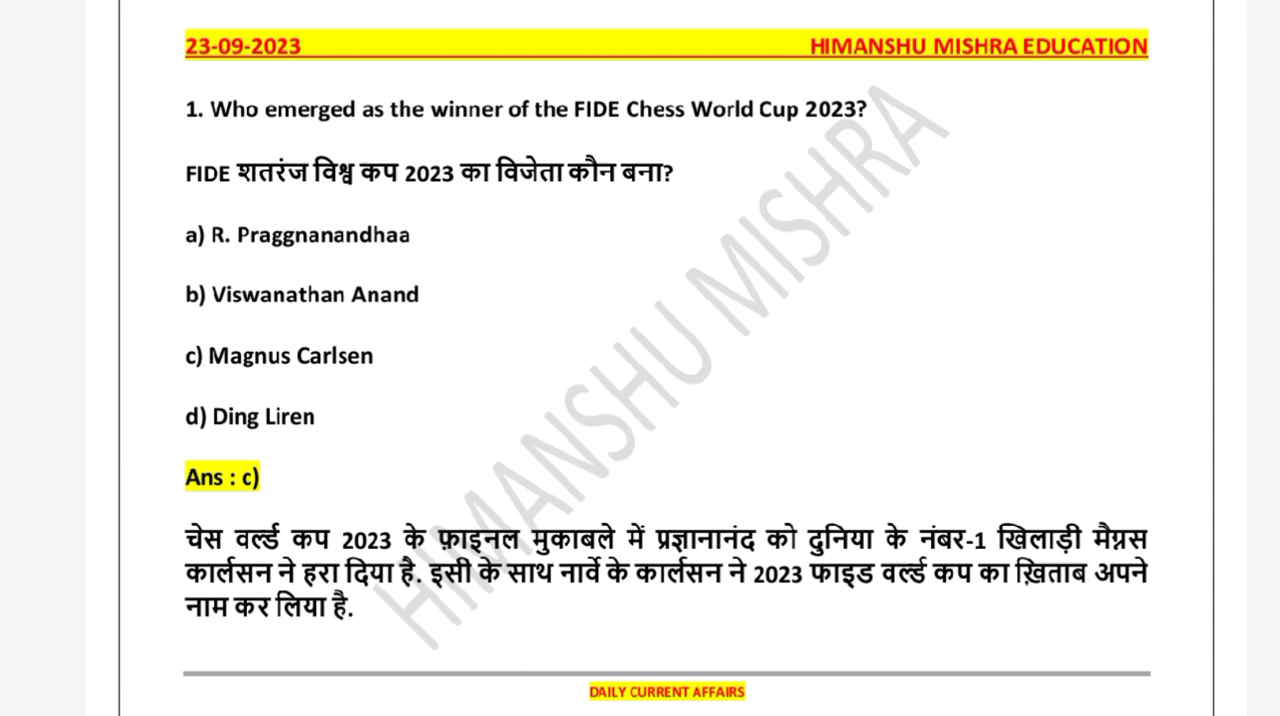 23-09-2023 HIMANSHU MISHRA EDUCATION
1. Who emerged as the winner of the FIDE Chess World Cup 2023?
FIDE शतरंज विश्व कप 2023 का विजेता कौन बना?
a) R. Praggnanandhaa
b) Viswanathan Anand
c) Magnus Carlsen
d) Ding Liren
Ans : c)
चेस वर्ल्ड कप 2023 के फ़ाइनल मुकाबले में प्रज्ञानानंद को दुनिया के नंबर-1 खिलाड़ी मैग्नस
कार्लसन ने हरा दिया है. इसी के साथ नार्वे के कार्लसन ने 2023 फाइड वर्ल्ड कप का ख़िताब अपने
नाम कर लिया है.
HIMANSHU MISHRA
DAILY CURRENT AFFAIRS